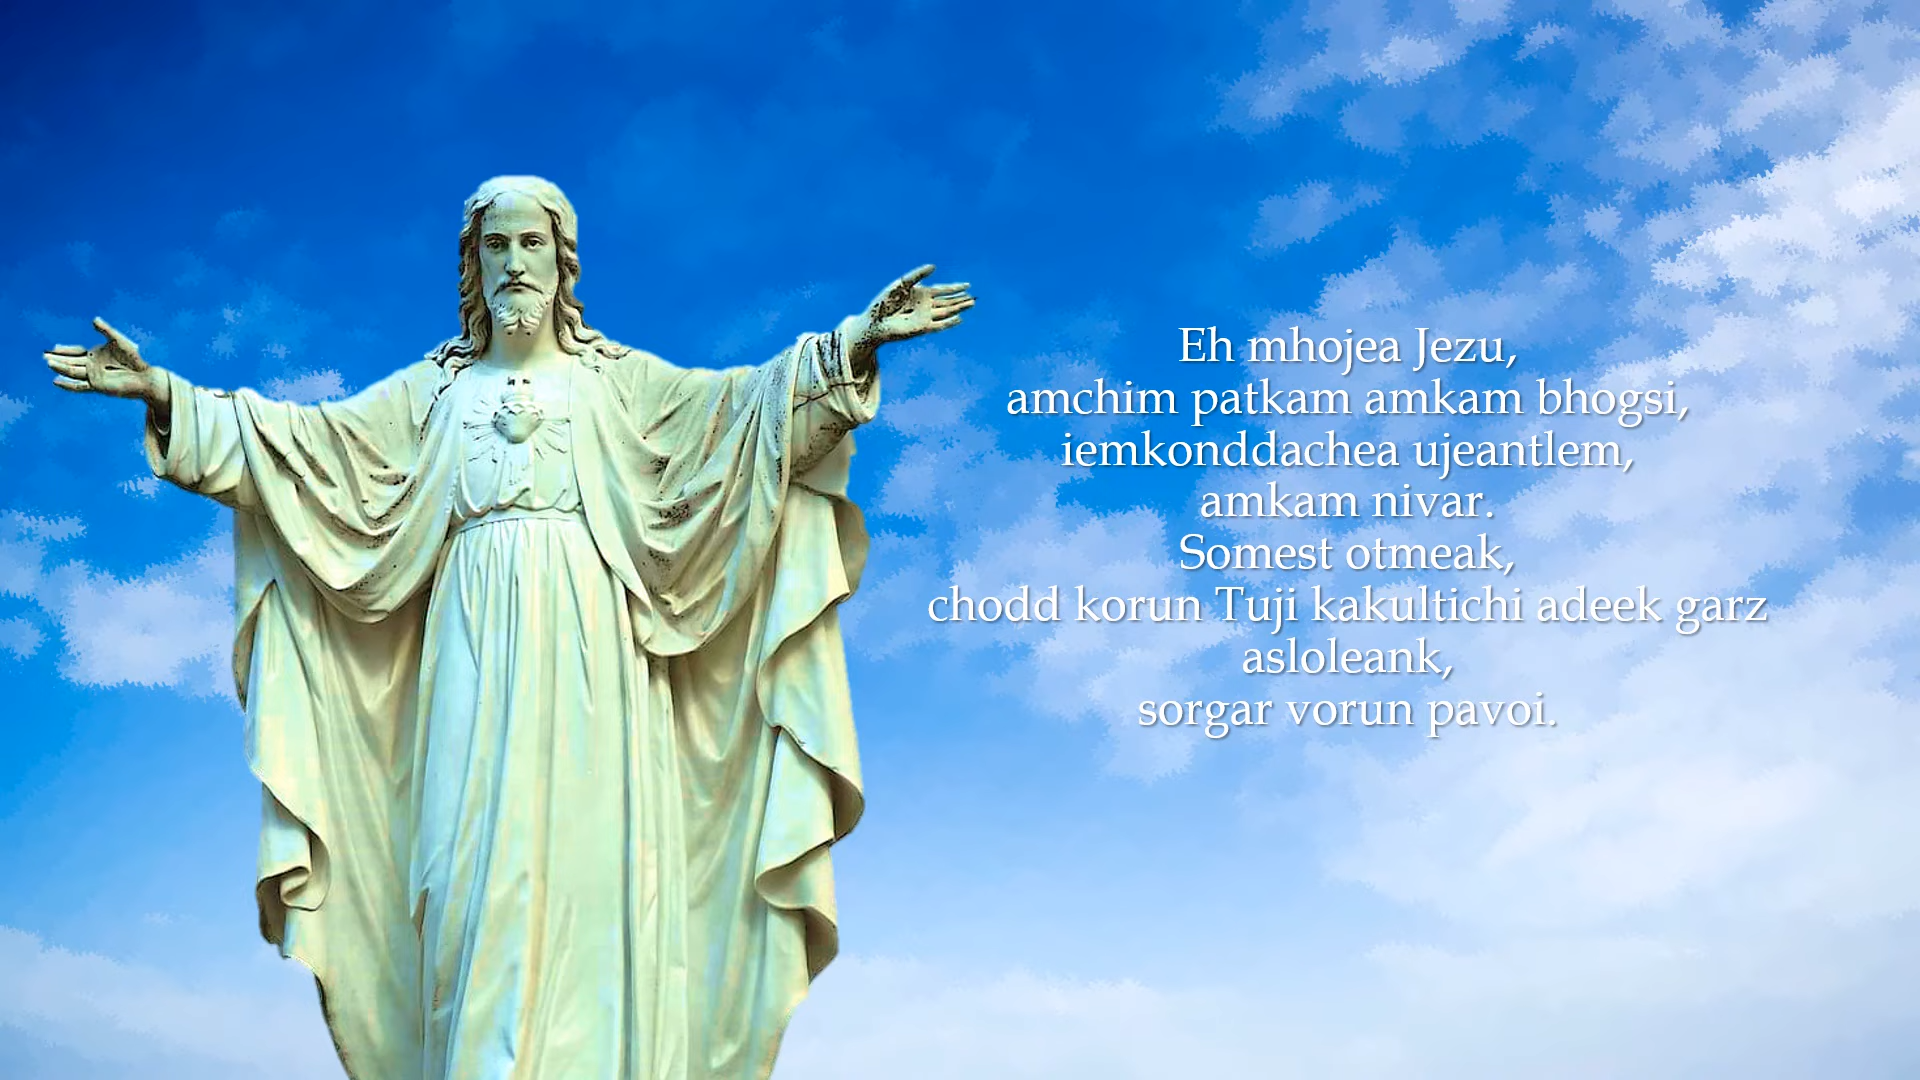 Eh mhojea Jezu,
amchim patkam amkam bhogsi,
iemkonddachea ujeantlem,
amkam nivar.
Somest otmeak,
chodd korun Tuji kakultichi adeek garz
asloleank,
sorgar vorun pavoi.